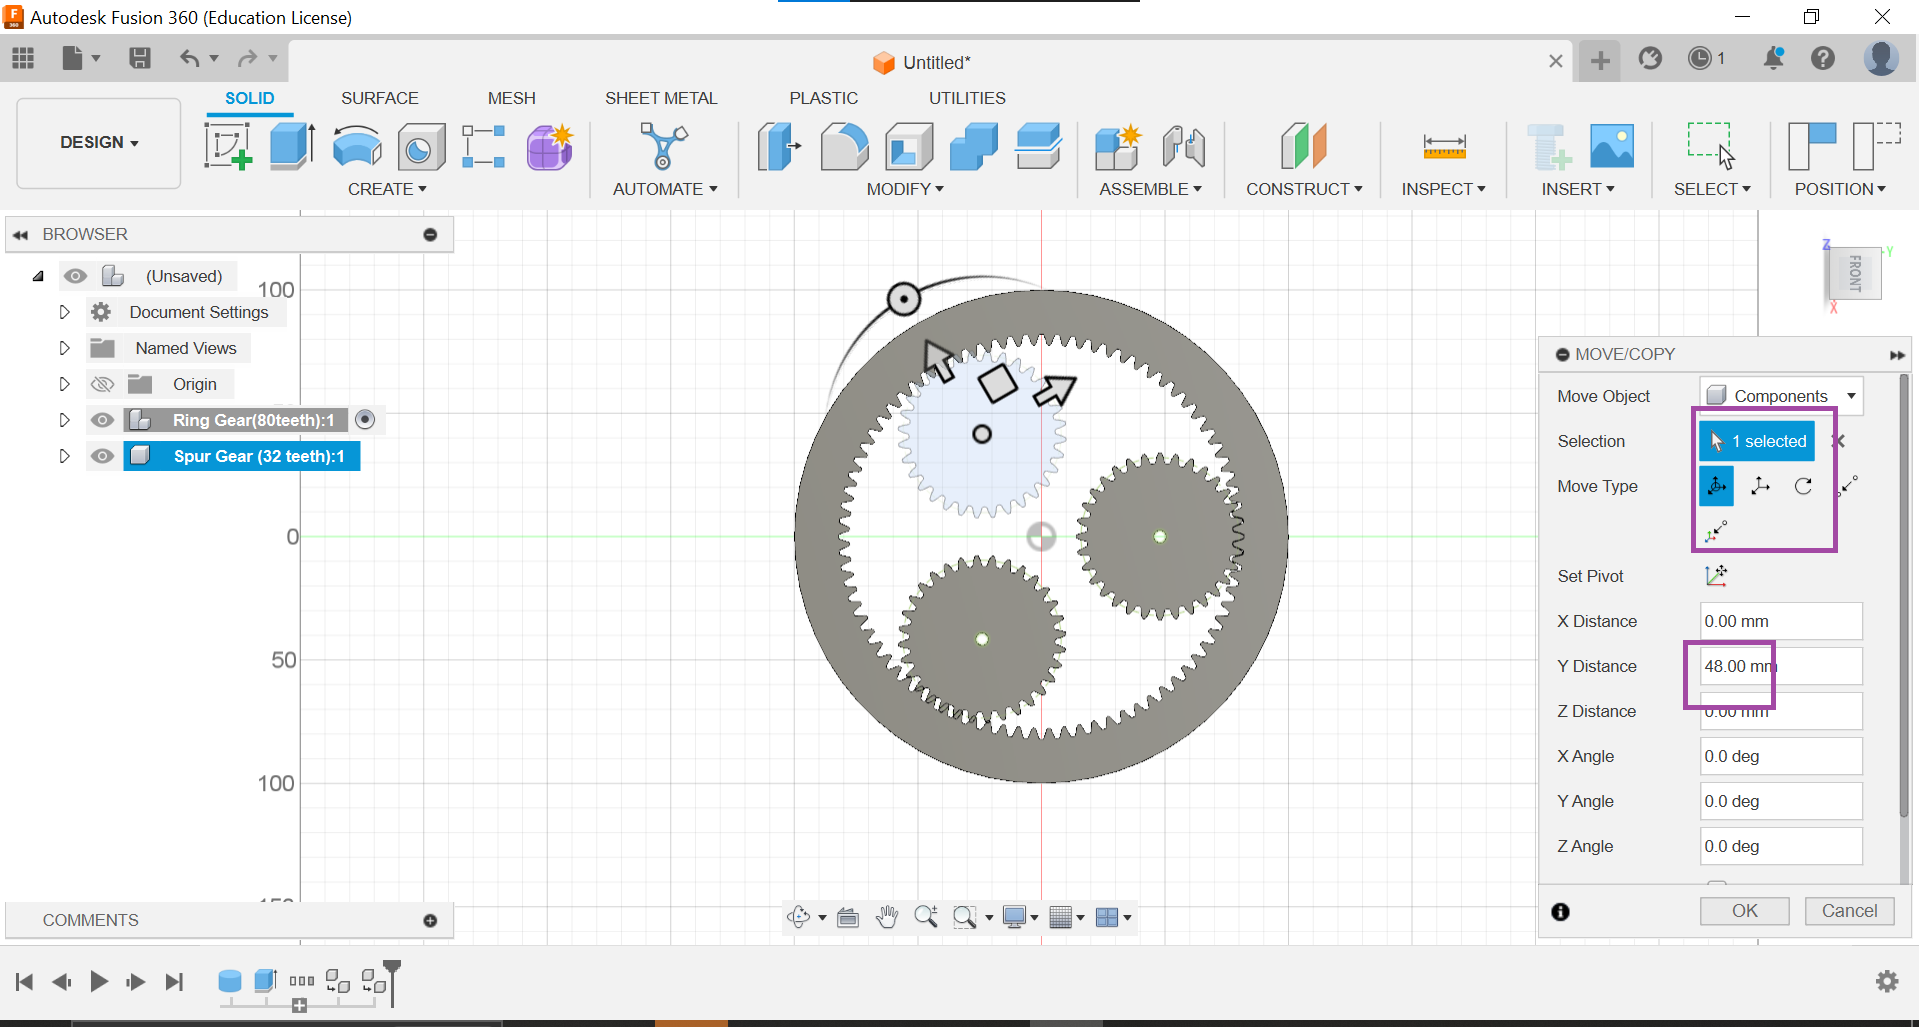 Autodesk Fusion 360 (Education License)
Untitled*
1
SOLID SURFACE MESH SHEET METAL PLASTIC UTILITIES
DESIGN
CREATE AUTOMATE MODIFY ASSEMBLE CONSTRUCT INSPECT INSERT SELECT POSITION
BROWSER
(Unsaved)
Document Settings
Named Views
Origin
Ring Gear(80teeth):1
Spur Gear (32 teeth):1
100
0
50
100
Z
Y
FRONT
X
MOVE/COPY
Move Object Components
Selection 1 selected
Move Type
Set Pivot
X Distance 0.00 mm
Y Distance 48.00 mm
Z Distance 0.00 mm
X Angle 0.0 deg
Y Angle 0.0 deg
Z Angle 0.0 deg
OK Cancel
COMMENTS